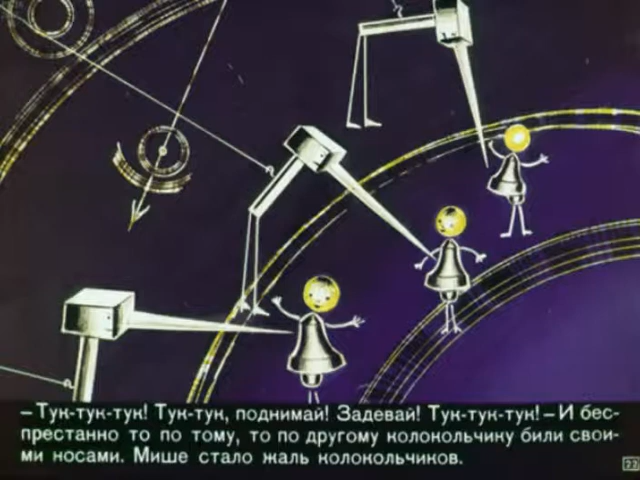 –Тук-тук-тук! Тук-тук, поднимай! Задевай! Тук-тук-тук!–И бес-
престанно то по тому, то по другому колокольчику били свои-
ми носами. Мише стало жаль колокольчиков.
22